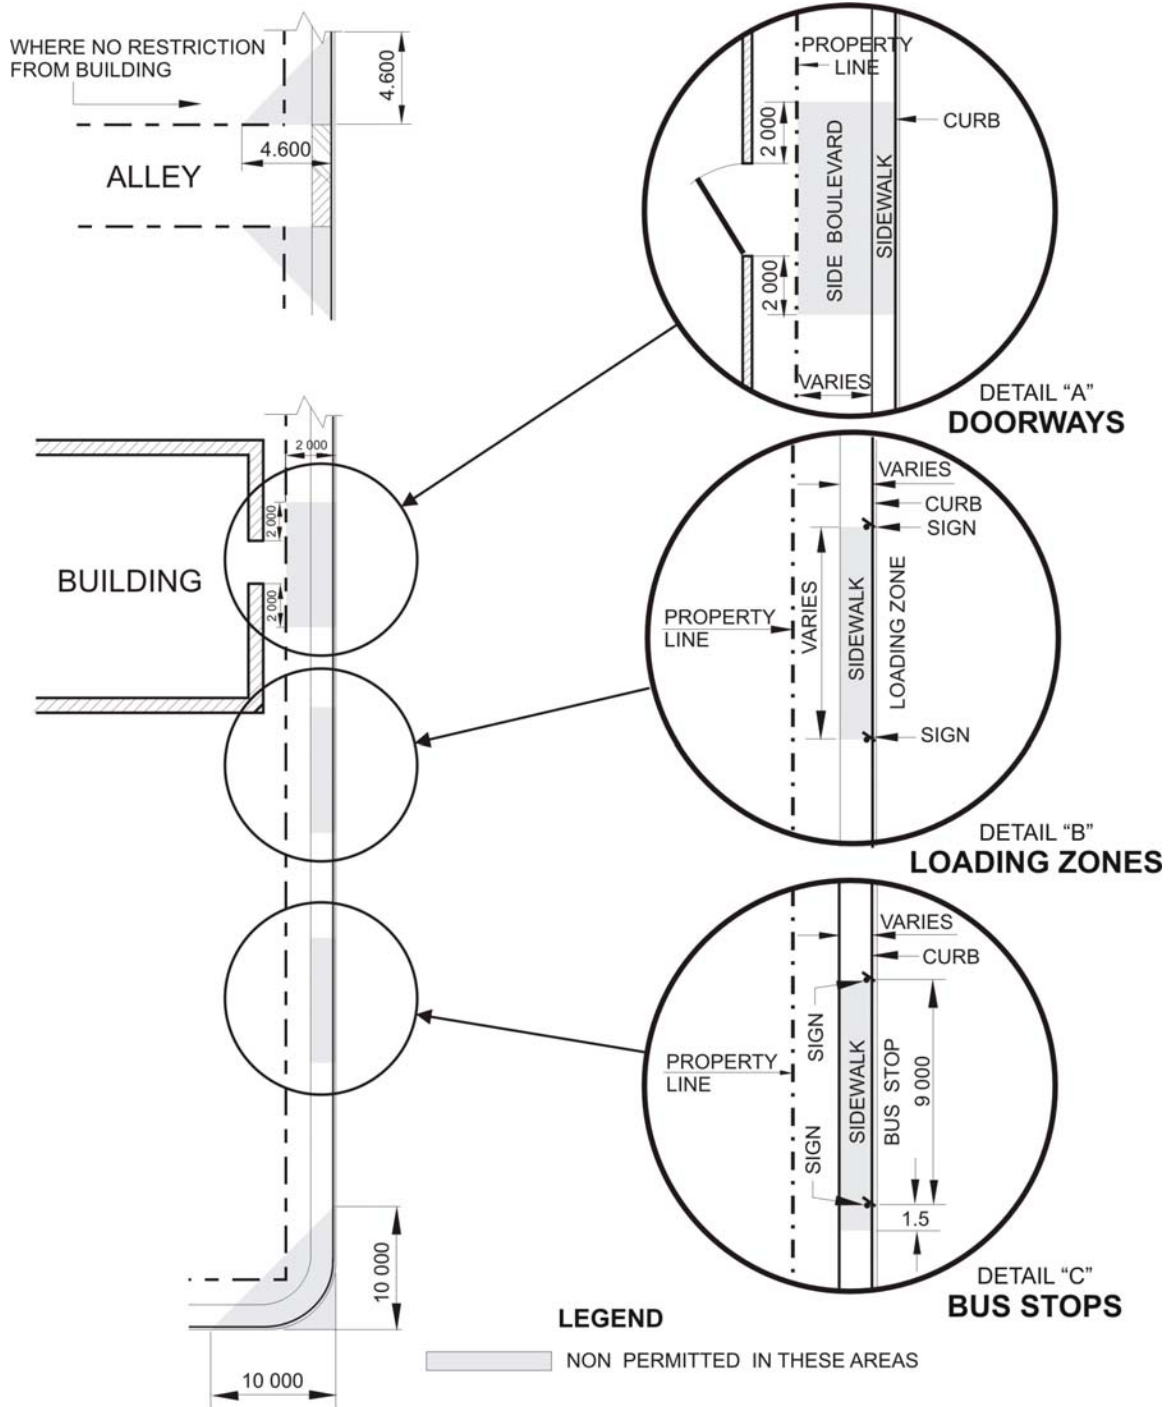 WHERE NO RESTRICTION
FROM BUILDING
4.600
4.600
ALLEY
PROPERTY
LINE
2 000
CURB
SIDE BOULEVARD
SIDEWALK
2 000
VARIES
DETAIL “A”
DOORWAYS
2 000
2 000
BUILDING
2 000
VARIES
CURB
SIGN
PROPERTY
LINE
VARIES
SIDEWALK
LOADING ZONE
SIGN
DETAIL “B”
LOADING ZONES
VARIES
CURB
SIGN
PROPERTY
LINE
SIDEWALK
BUS STOP
9 000
SIGN
1.5
DETAIL “C”
BUS STOPS
10 000
10 000
LEGEND
NON PERMITTED IN THESE AREAS